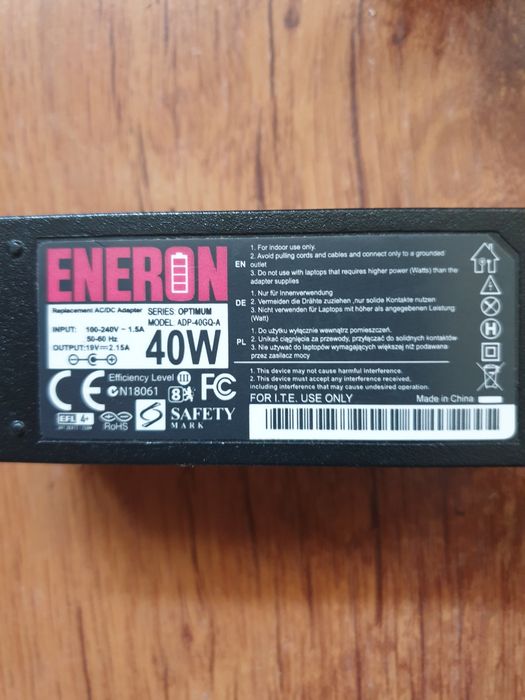 ENERON
Replacement AC/DC Adapter
SERIES OPTIMUM
MODEL ADP-40GQ-A
INPUT: 100-240V ~ 1.5A
50-60 Hz
OUTPUT: 19V 2.15A
40W
CE
Efficiency Level III
N18061
FC
EFL 4+
RoHS
S SAFETY
MARK
EN
1. For indoor use only.
2. Avoid pulling cords and cables and connect only to a grounded
outlet
3. Do not use with laptops that requires higher power (Watts) than the
adapter supplies
DE
1. Nur für Innenverwendung
2. Vermeiden die Drähte zuziehen ,nur solide Kontakte nutzen
3. Nicht verwenden für Laptops mit höher als angegebenen Leistung
(Watt)
PL
1. Do użytku wyłącznie wewnątrz pomieszczeń.
2. Unikać ciągnięcia za przewody, przyłączać do solidnych kontaktów
3. Nie używać do laptopów wymagających większej niż podawana
przez zasilacz mocy
1. This device may not cause harmful interference.
2. This device must accept any interference received,
including interference that may cause undesired operation.
FOR I.T.E. USE ONLY
Made in China